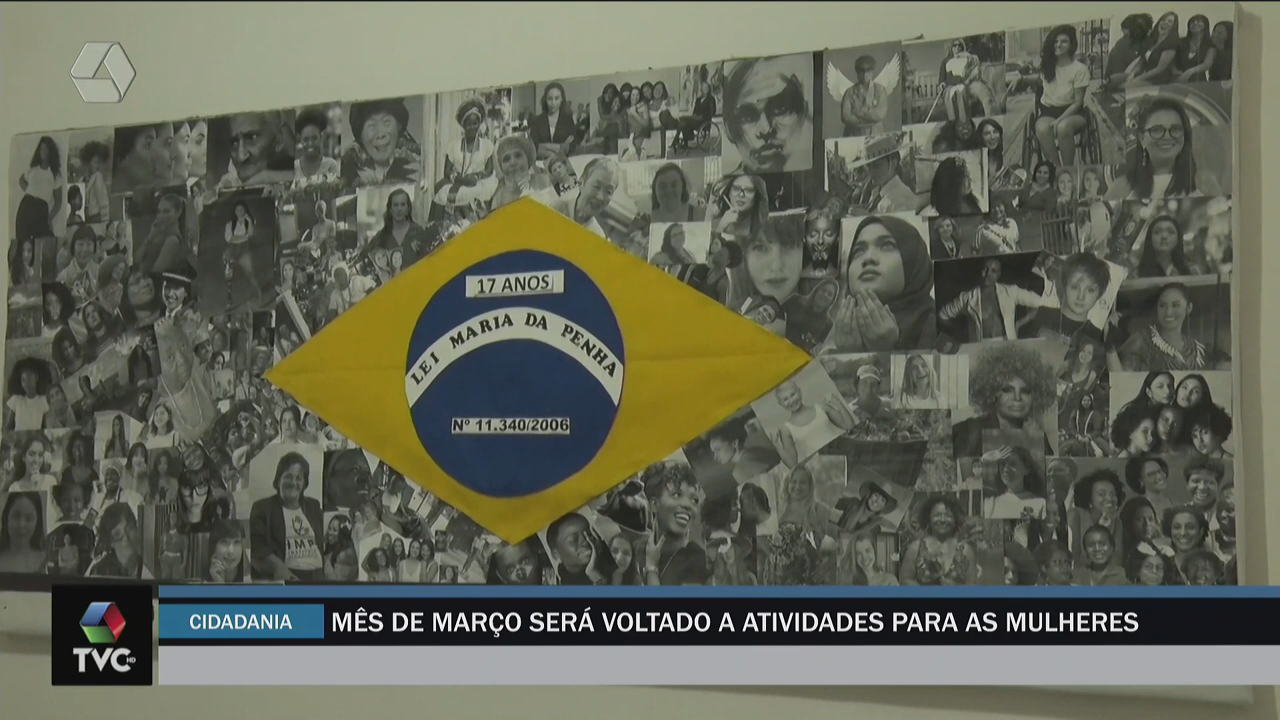 17 ANOS
LEI MARIA DA PENHA
Nº 11.340/2006
CIDADANIA
MÊS DE MARÇO SERÁ VOLTADO A ATIVIDADES PARA AS MULHERES
TVC HD